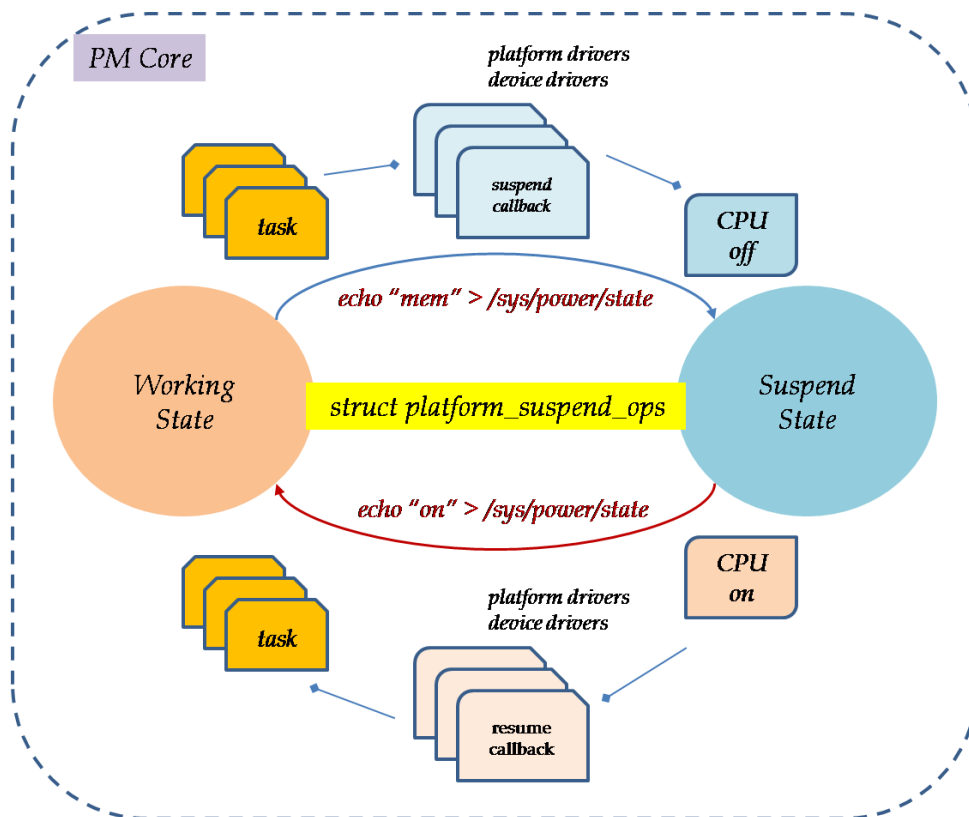 PM Core
platform drivers
device drivers
suspend
callback
task
CPU
off
echo “mem” > /sys/power/state
Working
State
struct platform_suspend_ops
Suspend
State
echo “on” > /sys/power/state
CPU
on
platform drivers
device drivers
task
resume
callback